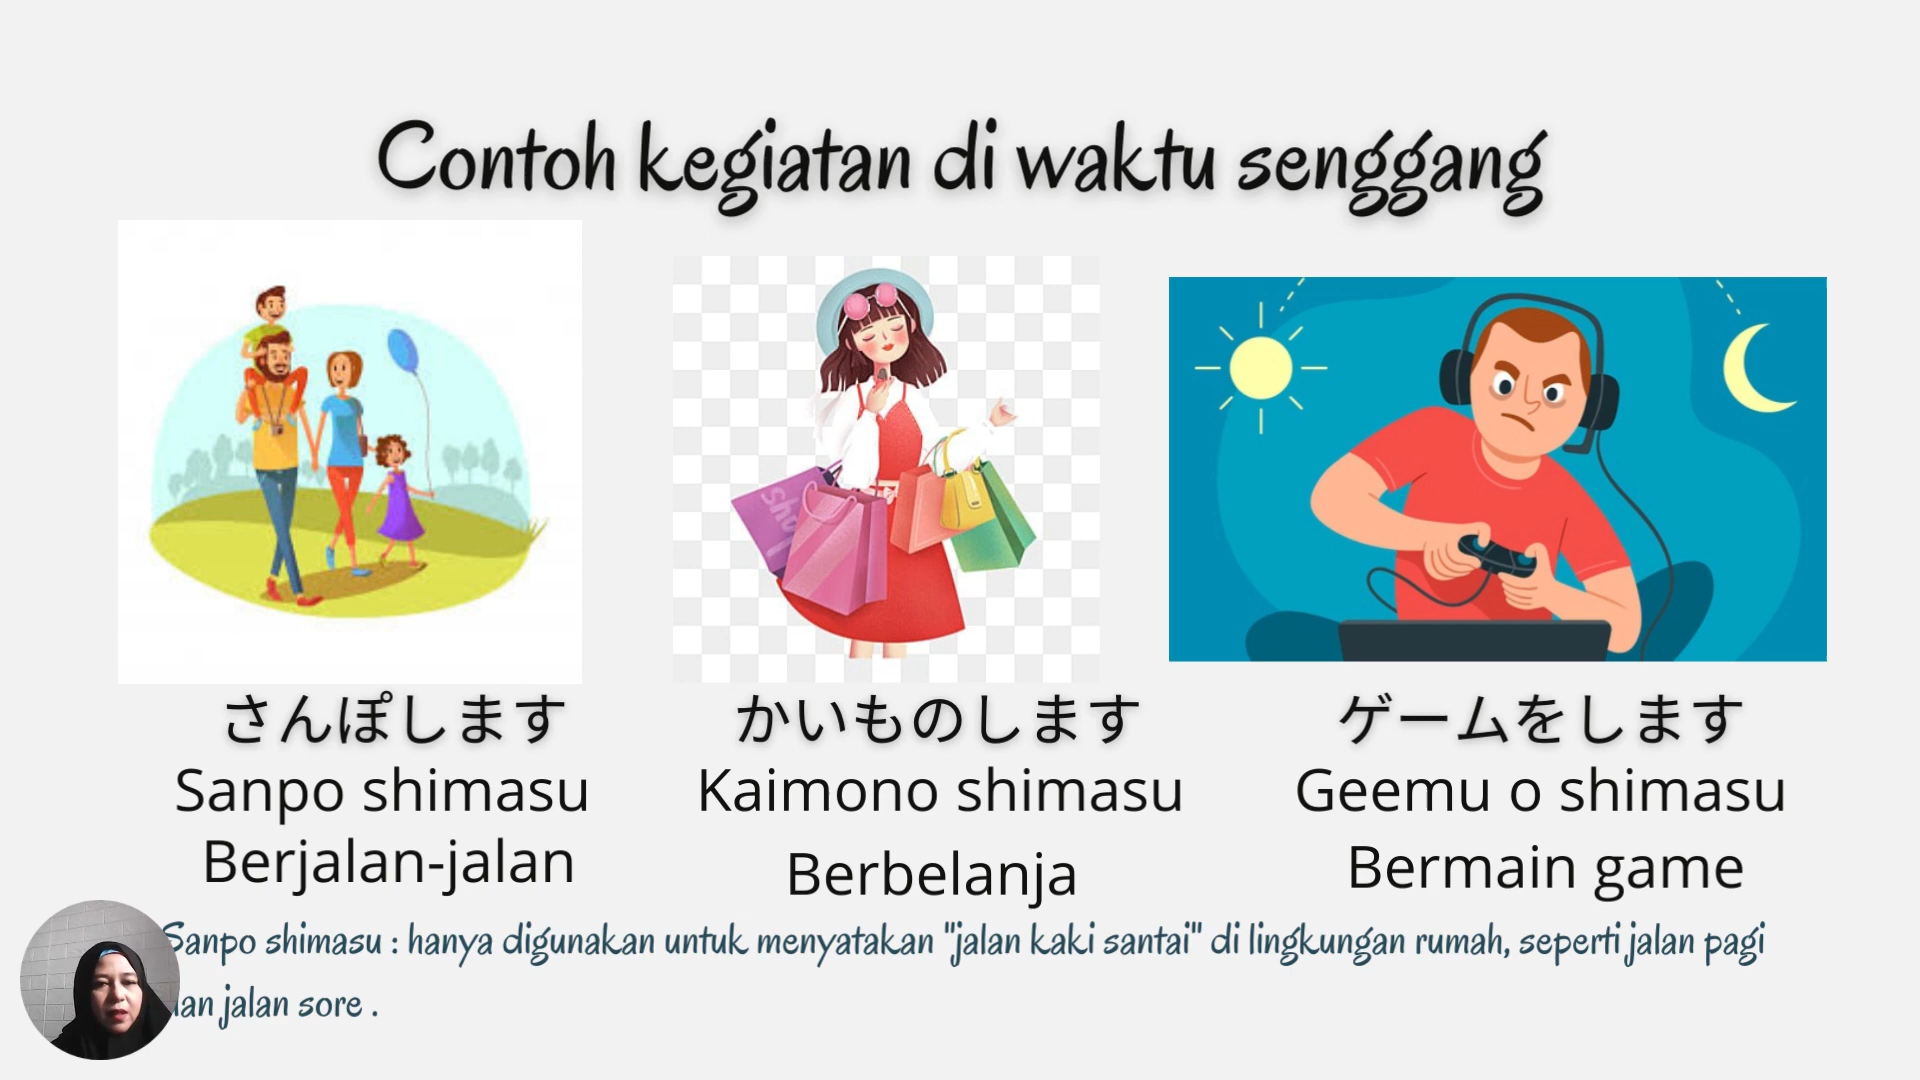 Contoh kegiatan di waktu senggang
Shop
さんぽします
Sanpo shimasu
Berjalan-jalan
かいものします
Kaimono shimasu
Berbelanja
ゲームをします
Geemu o shimasu
Bermain game
Sanpo shimasu : hanya digunakan untuk menyatakan "jalan kaki santai" di lingkungan rumah, seperti jalan pagi
dan jalan sore .